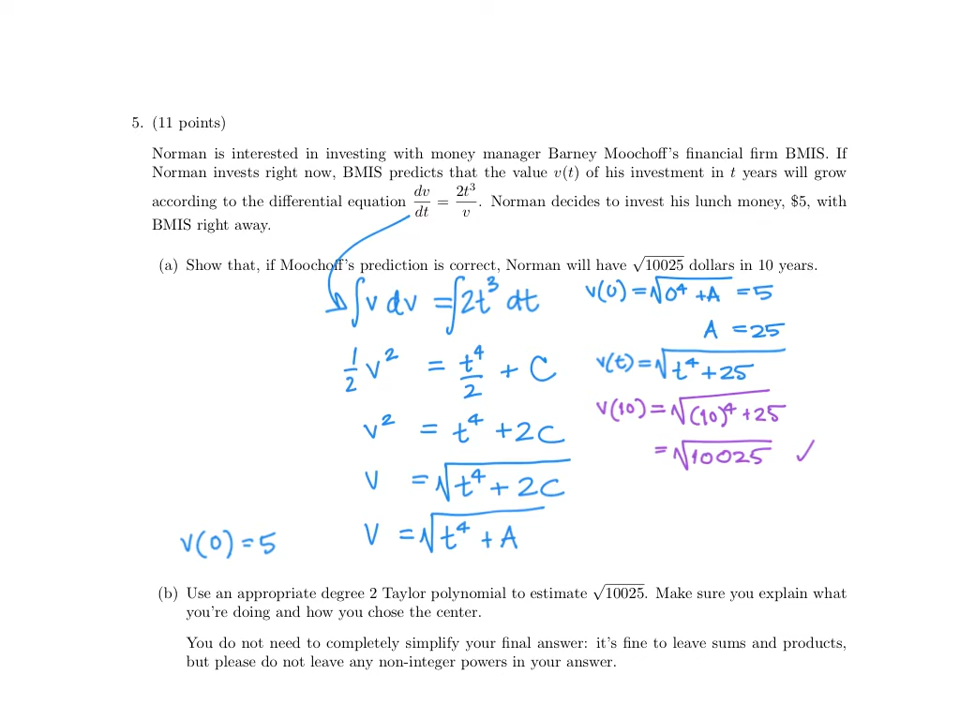 5. (11 points)
Norman is interested in investing with money manager Barney Moochoff's financial firm BMIS. If
Norman invests right now, BMIS predicts that the value v(t) of his investment in t years will grow
according to the differential equation dv/dt = 2t³/v. Norman decides to invest his lunch money, $5, with
BMIS right away.
(a) Show that, if Moochoff's prediction is correct, Norman will have √10025 dollars in 10 years.
∫v dv = ∫2t³ dt
1/2 v² = t⁴/2 + C
v² = t⁴ + 2C
v = √(t⁴ + 2C)
v(0) = 5
v = √(t⁴ + A)
v(0) = √(0⁴ + A) = 5
A = 25
v(t) = √(t⁴ + 25)
v(10) = √((10)⁴ + 25)
= √10025 ✓
(b) Use an appropriate degree 2 Taylor polynomial to estimate √10025. Make sure you explain what
you're doing and how you chose the center.
You do not need to completely simplify your final answer: it's fine to leave sums and products,
but please do not leave any non-integer powers in your answer.